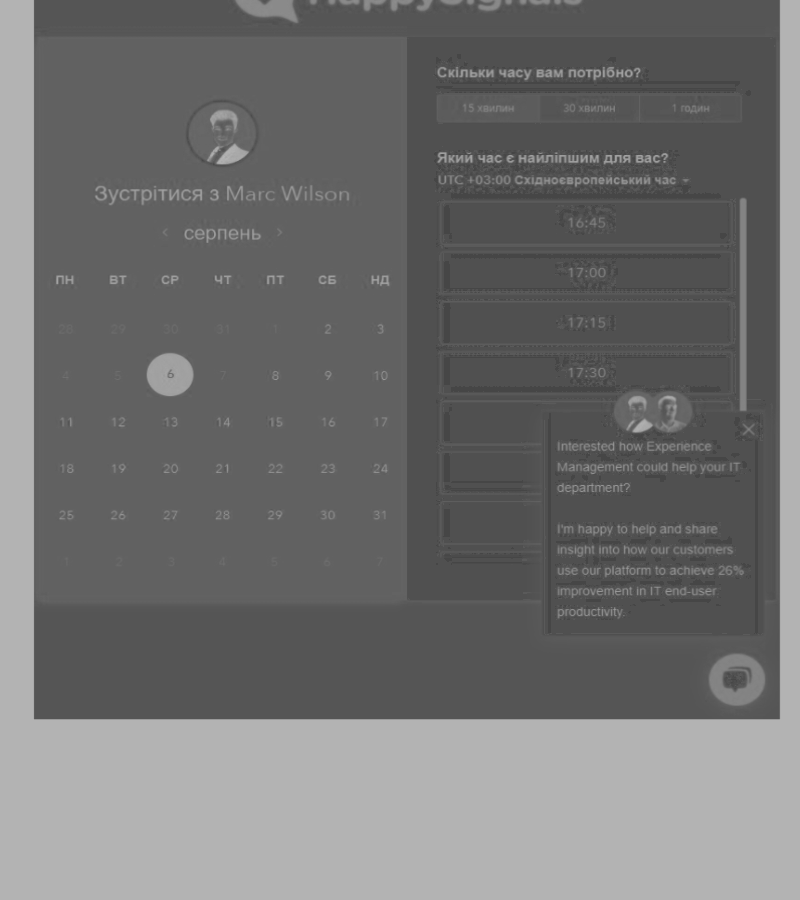 HappySignals
Зустрітися з Marc Wilson
серпень
ПН ВТ СР ЧТ ПТ СБ НД
28 29 30 31 1 2 3
4 5 6 7 8 9 10
11 12 13 14 15 16 17
18 19 20 21 22 23 24
25 26 27 28 29 30 31
1 2 3 4 5 6 7
Скільки часу вам потрібно?
15 хвилин 30 хвилин 1 годин
Який час є найліпшим для вас?
UTC +03:00 Східноєвропейський час
16:45
17:00
17:15
17:30
Interested how Experience
Management could help your IT
department?
I'm happy to help and share
insight into how our customers
use our platform to achieve 26%
improvement in IT end-user
productivity.